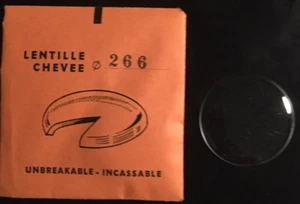 LENTILLE
CHEVEE ø 266
UNBREAKABLE - INCASSABLE